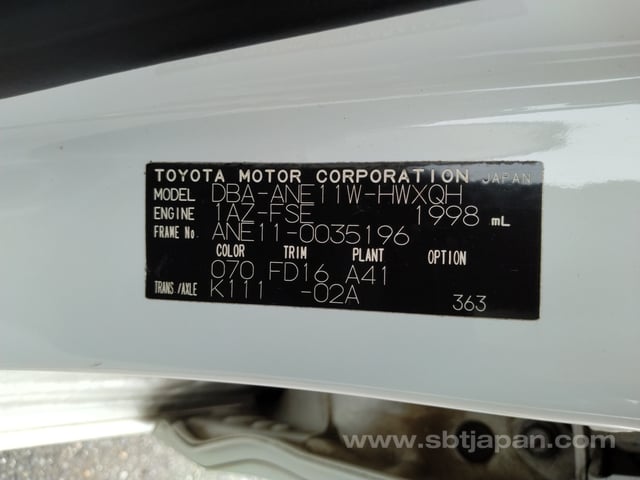 TOYOTA MOTOR CORPORATION JAPAN
MODEL DBA-ANE11W-HWXQH
ENGINE 1AZ-FSE 1998 mL
FRAME No. ANE11-0035196
COLOR TRIM PLANT OPTION
070 FD16 A41
TRANS./AXLE K111 -02A 363
www.sbtjapan.com